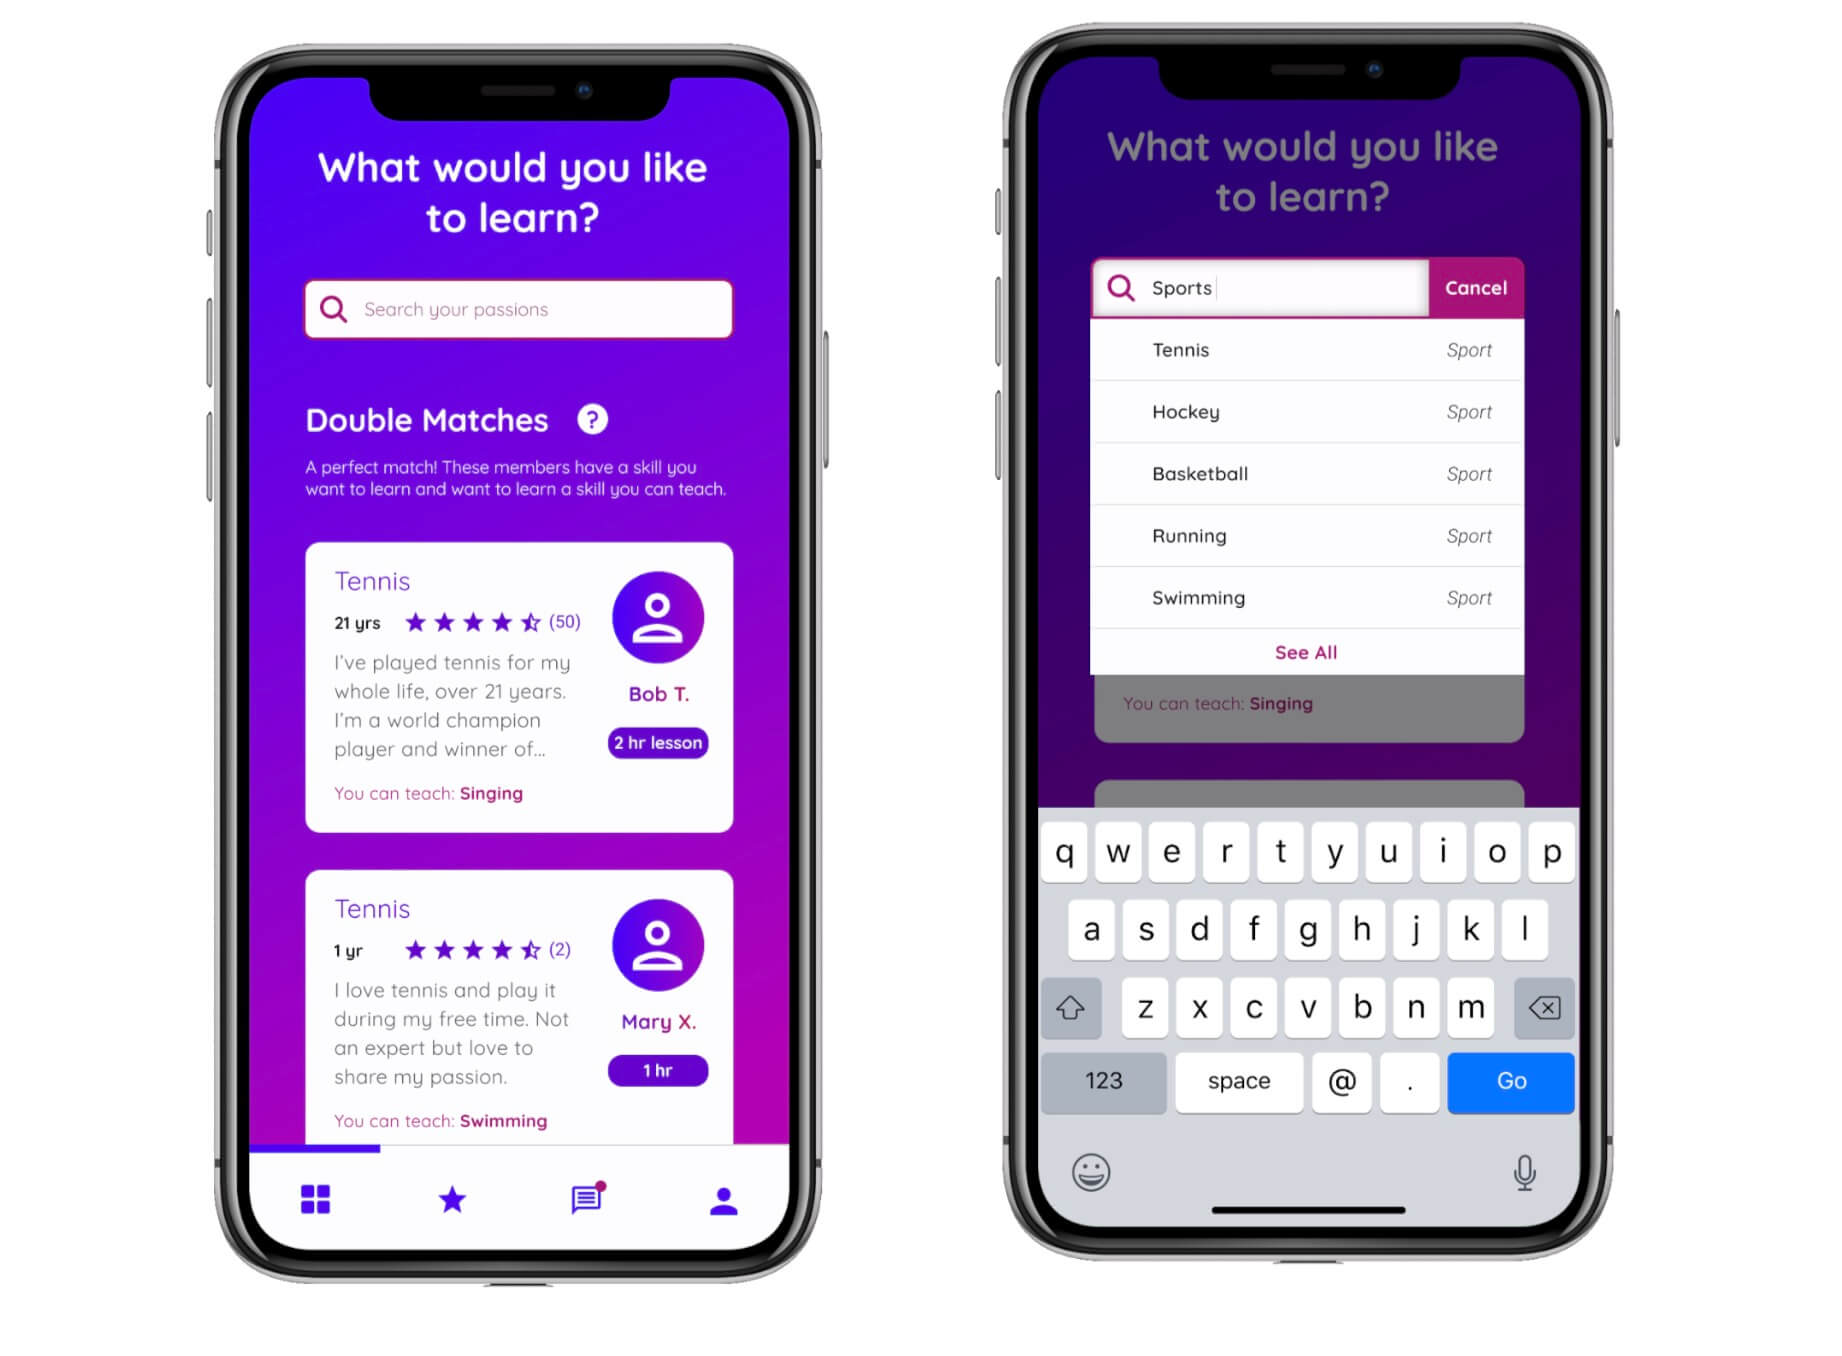 What would you like
to learn?
Search your passions
Double Matches ?
A perfect match! These members have a skill you
want to learn and want to learn a skill you can teach.
Tennis
21 yrs (50)
I've played tennis for my
whole life, over 21 years.
I'm a world champion
player and winner of...
Bob T.
2 hr lesson
You can teach: Singing
Tennis
1 yr (2)
I love tennis and play it
during my free time. Not
an expert but love to
share my passion.
Mary X.
1 hr
You can teach: Swimming
What would you like
to learn?
Sports Cancel
Tennis Sport
Hockey Sport
Basketball Sport
Running Sport
Swimming Sport
See All
You can teach: Singing
q w e r t y u i o p
a s d f g h j k l
z x c v b n m
123 space @ . Go